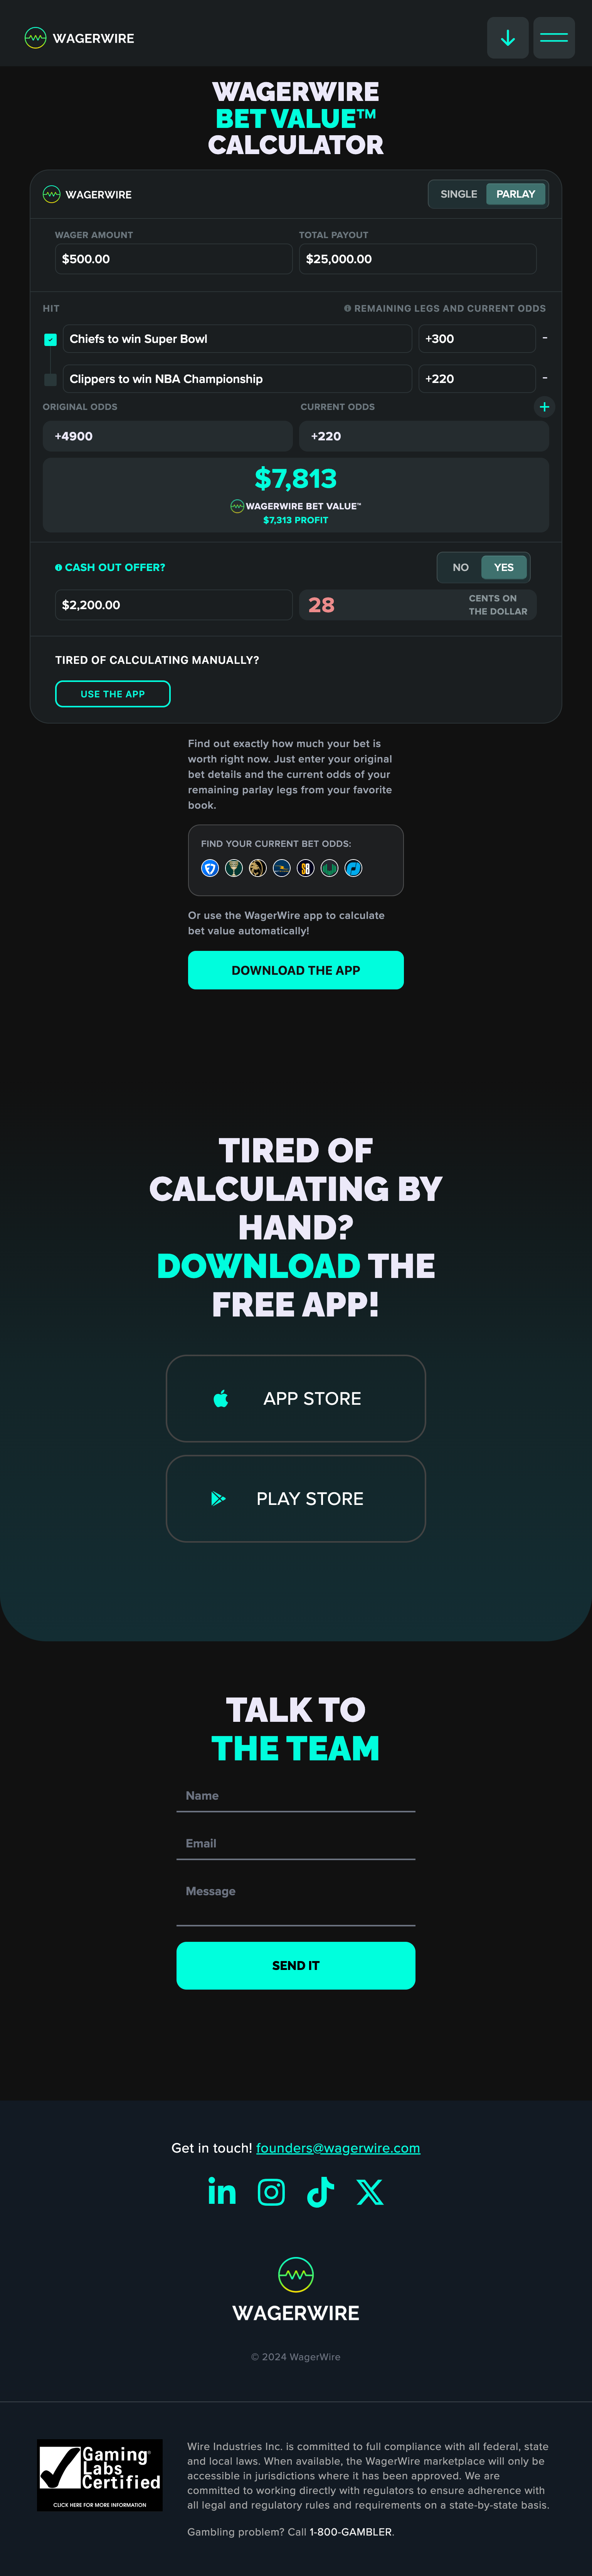 WAGERWIRE
WAGERWIRE
BET VALUE™
CALCULATOR
WAGERWIRE
SINGLE PARLAY
WAGER AMOUNT TOTAL PAYOUT
$500.00 $25,000.00
HIT REMAINING LEGS AND CURRENT ODDS
Chiefs to win Super Bowl +300 -
Clippers to win NBA Championship +220 -
ORIGINAL ODDS CURRENT ODDS +
+4900 +220
$7,813
WAGERWIRE BET VALUE™
$7,313 PROFIT
CASH OUT OFFER? NO YES
$2,200.00 28 CENTS ON
THE DOLLAR
TIRED OF CALCULATING MANUALLY?
USE THE APP
Find out exactly how much your bet is
worth right now. Just enter your original
bet details and the current odds of your
remaining parlay legs from your favorite
book.
FIND YOUR CURRENT BET ODDS:
Or use the WagerWire app to calculate
bet value automatically!
DOWNLOAD THE APP
TIRED OF
CALCULATING BY
HAND?
DOWNLOAD THE
FREE APP!
APP STORE
PLAY STORE
TALK TO
THE TEAM
Name
Email
Message
SEND IT
Get in touch! founders@wagerwire.com
WAGERWIRE
© 2024 WagerWire
Gaming
Labs
Certified
CLICK HERE FOR MORE INFORMATION
Wire Industries Inc. is committed to full compliance with all federal, state
and local laws. When available, the WagerWire marketplace will only be
accessible in jurisdictions where it has been approved. We are
committed to working directly with regulators to ensure adherence with
all legal and regulatory rules and requirements on a state-by-state basis.
Gambling problem? Call 1-800-GAMBLER.